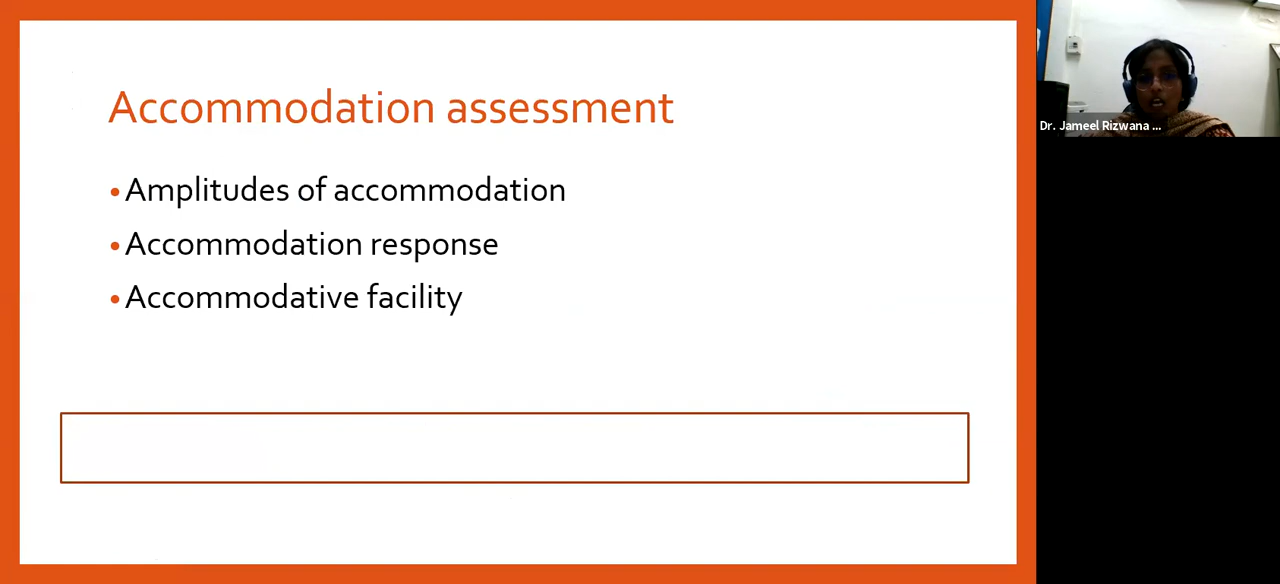 Accommodation assessment
•Amplitudes of accommodation
•Accommodation response
•Accommodative facility
Dr. Jameel Rizwana ...